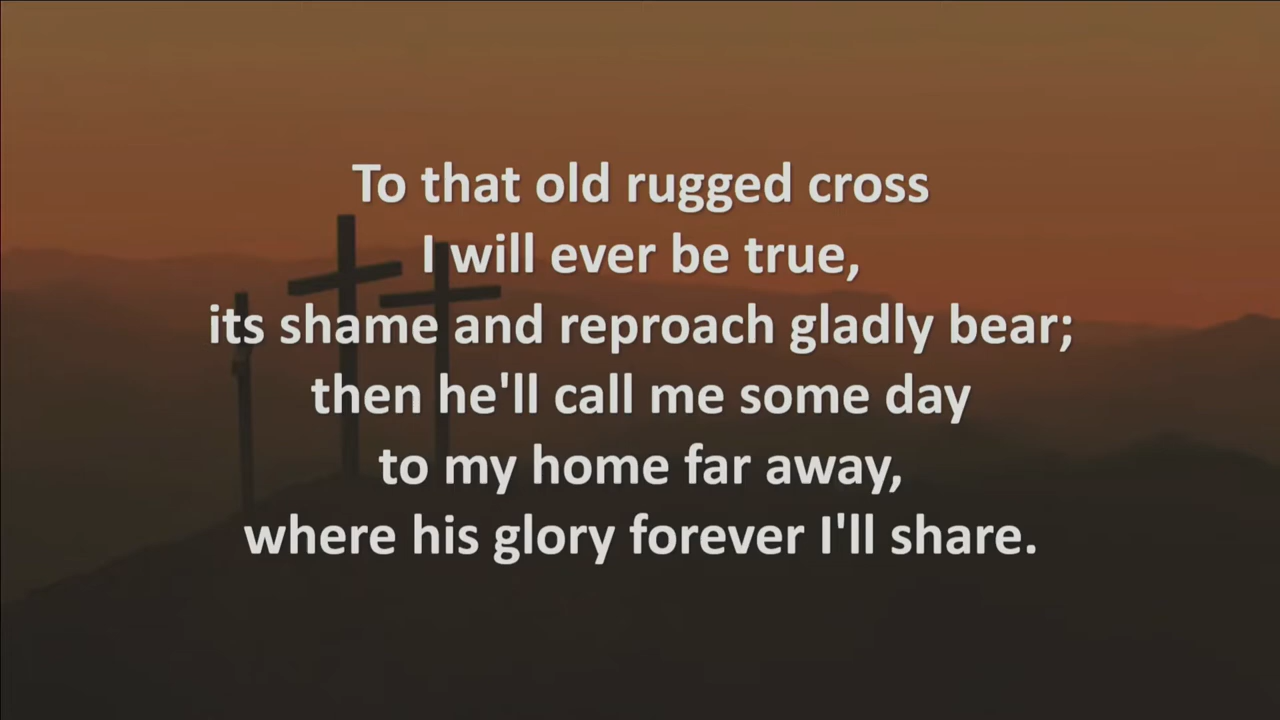 To that old rugged cross
I will ever be true,
its shame and reproach gladly bear;
then he'll call me some day
to my home far away,
where his glory forever I'll share.